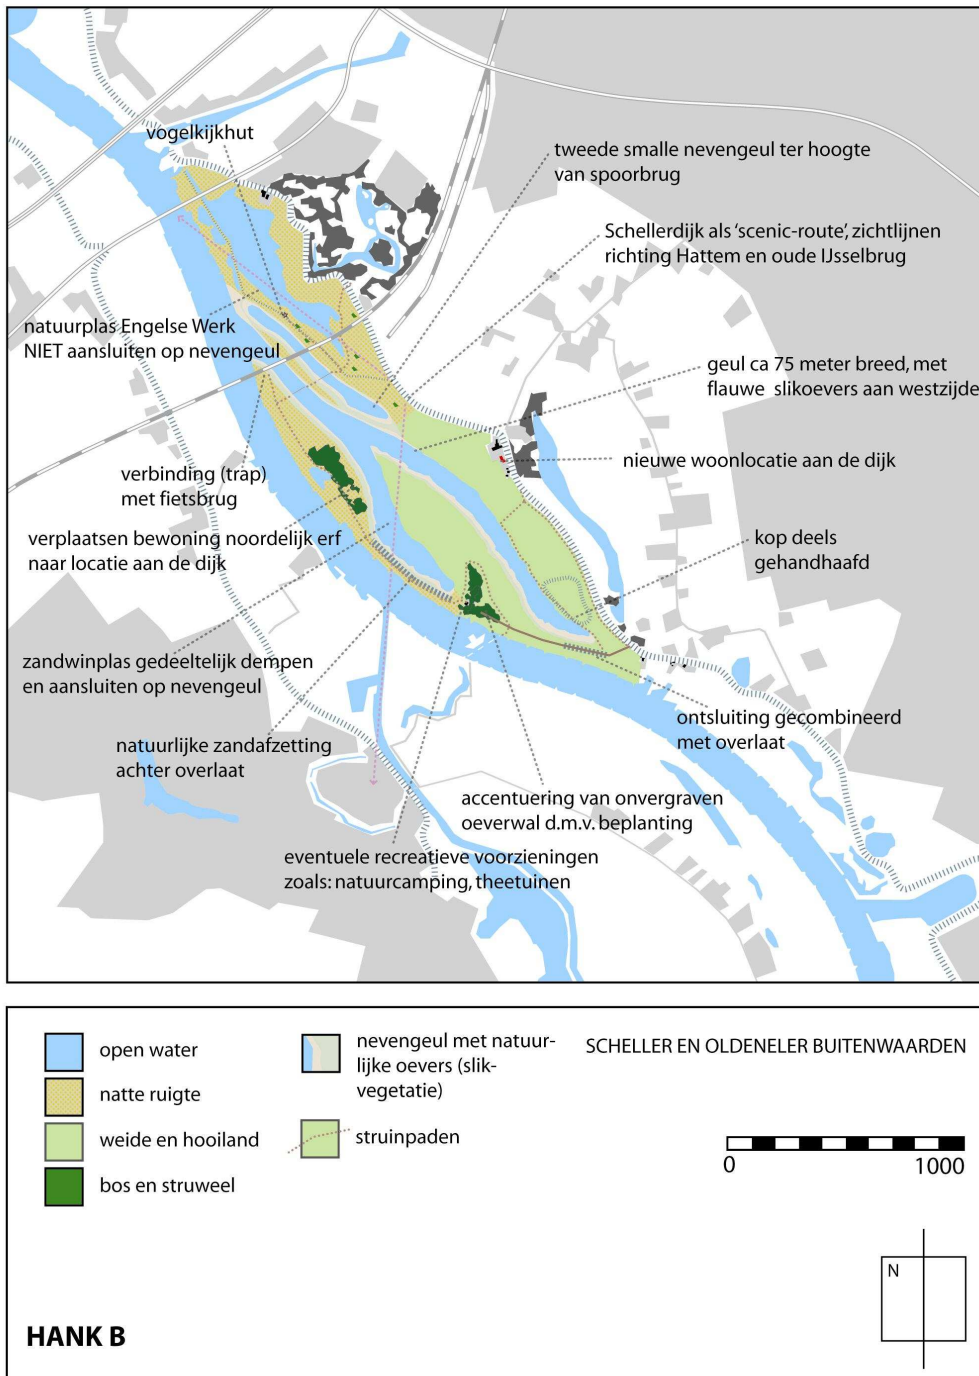 vogelkijkhut
tweede smalle nevengeul ter hoogte
van spoorbrug
Schellerdijk als ‘scenic-route’, zichtlijnen
richting Hattem en oude IJsselbrug
natuurplas Engelse Werk
NIET aansluiten op nevengeul
geul ca 75 meter breed, met
flauwe slikoevers aan westzijde
nieuwe woonlocatie aan de dijk
verbinding (trap)
met fietsbrug
verplaatsen bewoning noordelijk erf
naar locatie aan de dijk
kop deels
gehandhaafd
zandwinplas gedeeltelijk dempen
en aansluiten op nevengeul
ontsluiting gecombineerd
met overlaat
natuurlijke zandafzetting
achter overlaat
accentuering van onvergraven
oeverwal d.m.v. beplanting
eventuele recreatieve voorzieningen
zoals: natuurcamping, theetuinen
open water
natte ruigte
weide en hooiland
bos en struweel
nevengeul met natuur-
lijke oevers (slik-
vegetatie)
struinpaden
SCHELLER EN OLDENELER BUITENWAARDEN
0 1000
N
HANK B